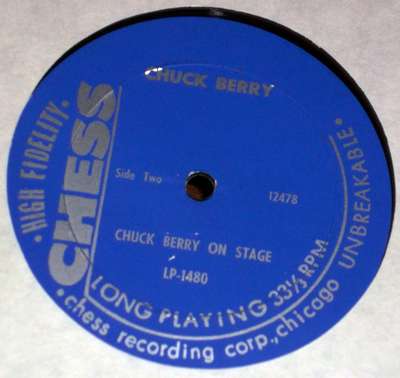 CHUCK BERRY
• HIGH FIDELITY •
CHESS
Side Two
12478
CHUCK BERRY ON STAGE
LP-1480
LONG PLAYING 33⅓ RPM
UNBREAKABLE •
chess recording corp., chicago